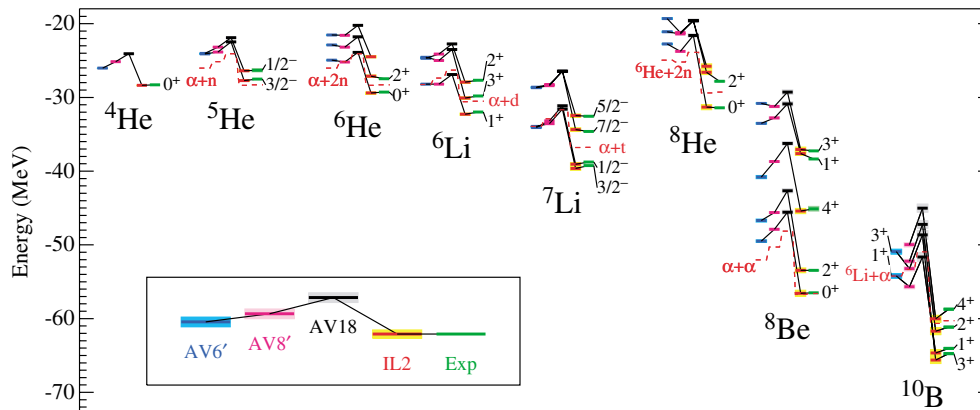 Energy (MeV)
-20
-30
-40
-50
-60
-70
0⁺
⁴He
α+n
1/2⁻
3/2⁻
⁵He
α+2n
2⁺
0⁺
⁶He
2⁺
3⁺
α+d
1⁺
⁶Li
5/2⁻
7/2⁻
α+t
1/2⁻
3/2⁻
⁷Li
⁶He+2n
2⁺
0⁺
⁸He
3⁺
1⁺
4⁺
α+α
2⁺
0⁺
⁸Be
3⁺
1⁺
⁶Li+α
4⁺
2⁺
1⁺
3⁺
¹⁰B
AV6′
AV8′
AV18
IL2
Exp